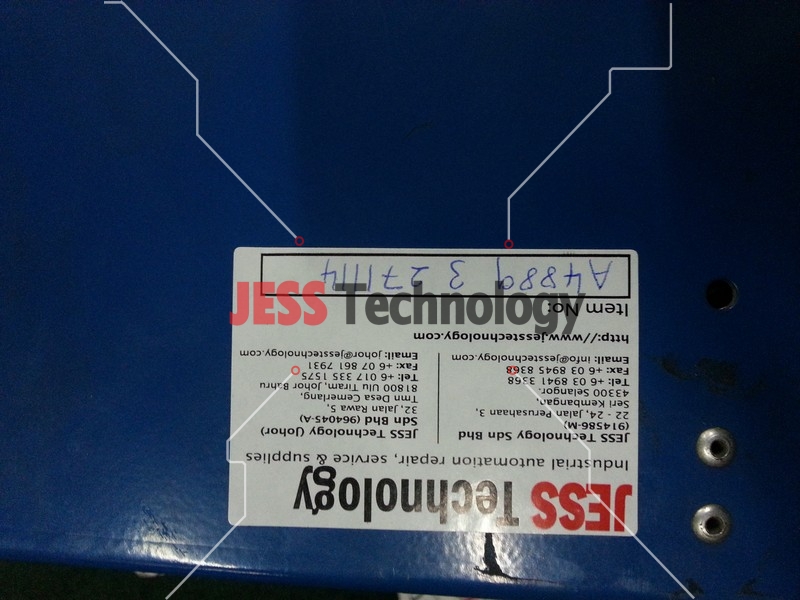 JESS Technology
JESS Technology
Industrial automation repair, service & supplies
JESS Technology Sdn Bhd
(914586-M)
22 - 24, Jalan Perusahaan 3,
Seri Kembangan,
43300 Selangor.
Tel: +6 03 8941 3368
Fax: +6 03 8945 8368
Email: info@jesstechnology.com
JESS Technology (Johor)
Sdn Bhd (964045-A)
32, Jalan Rawa 5,
Tmn Desa Cemerlang,
81800 Ulu Tiram, Johor Bahru
Tel: +6 017 335 1575
Fax: +6 07 861 7931
Email: johor@jesstechnology.com
http://www.jesstechnology.com
Item No:
A4889 3 271114